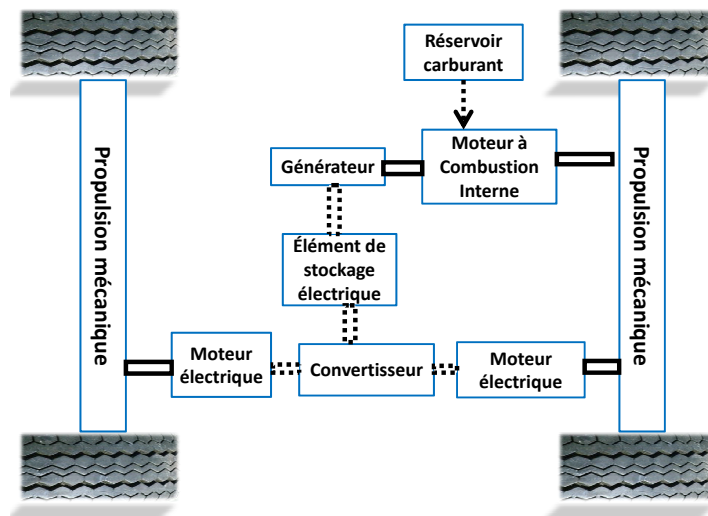 Réservoir
carburant
Moteur à
Combustion
Interne
Générateur
Élément de
stockage
électrique
Propulsion mécanique
Propulsion mécanique
Moteur
électrique
Convertisseur
Moteur
électrique